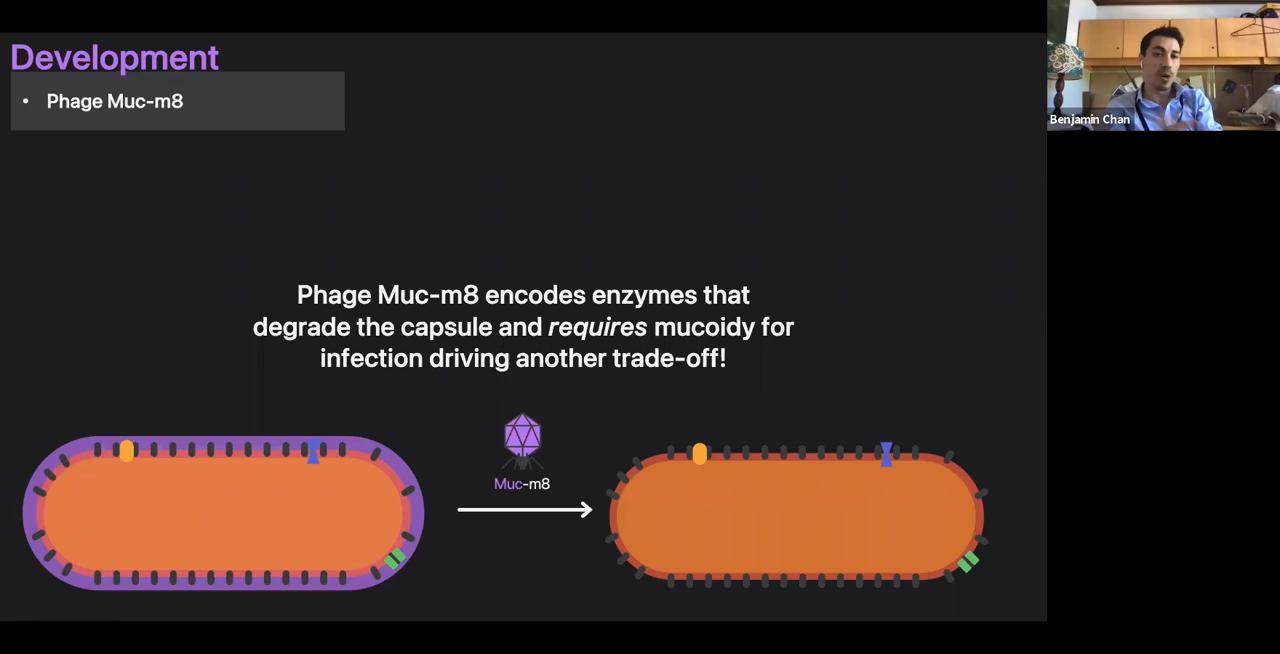 Development
• Phage Muc-m8
Benjamin Chan
Phage Muc-m8 encodes enzymes that
degrade the capsule and requires mucoidy for
infection driving another trade-off!
Muc-m8